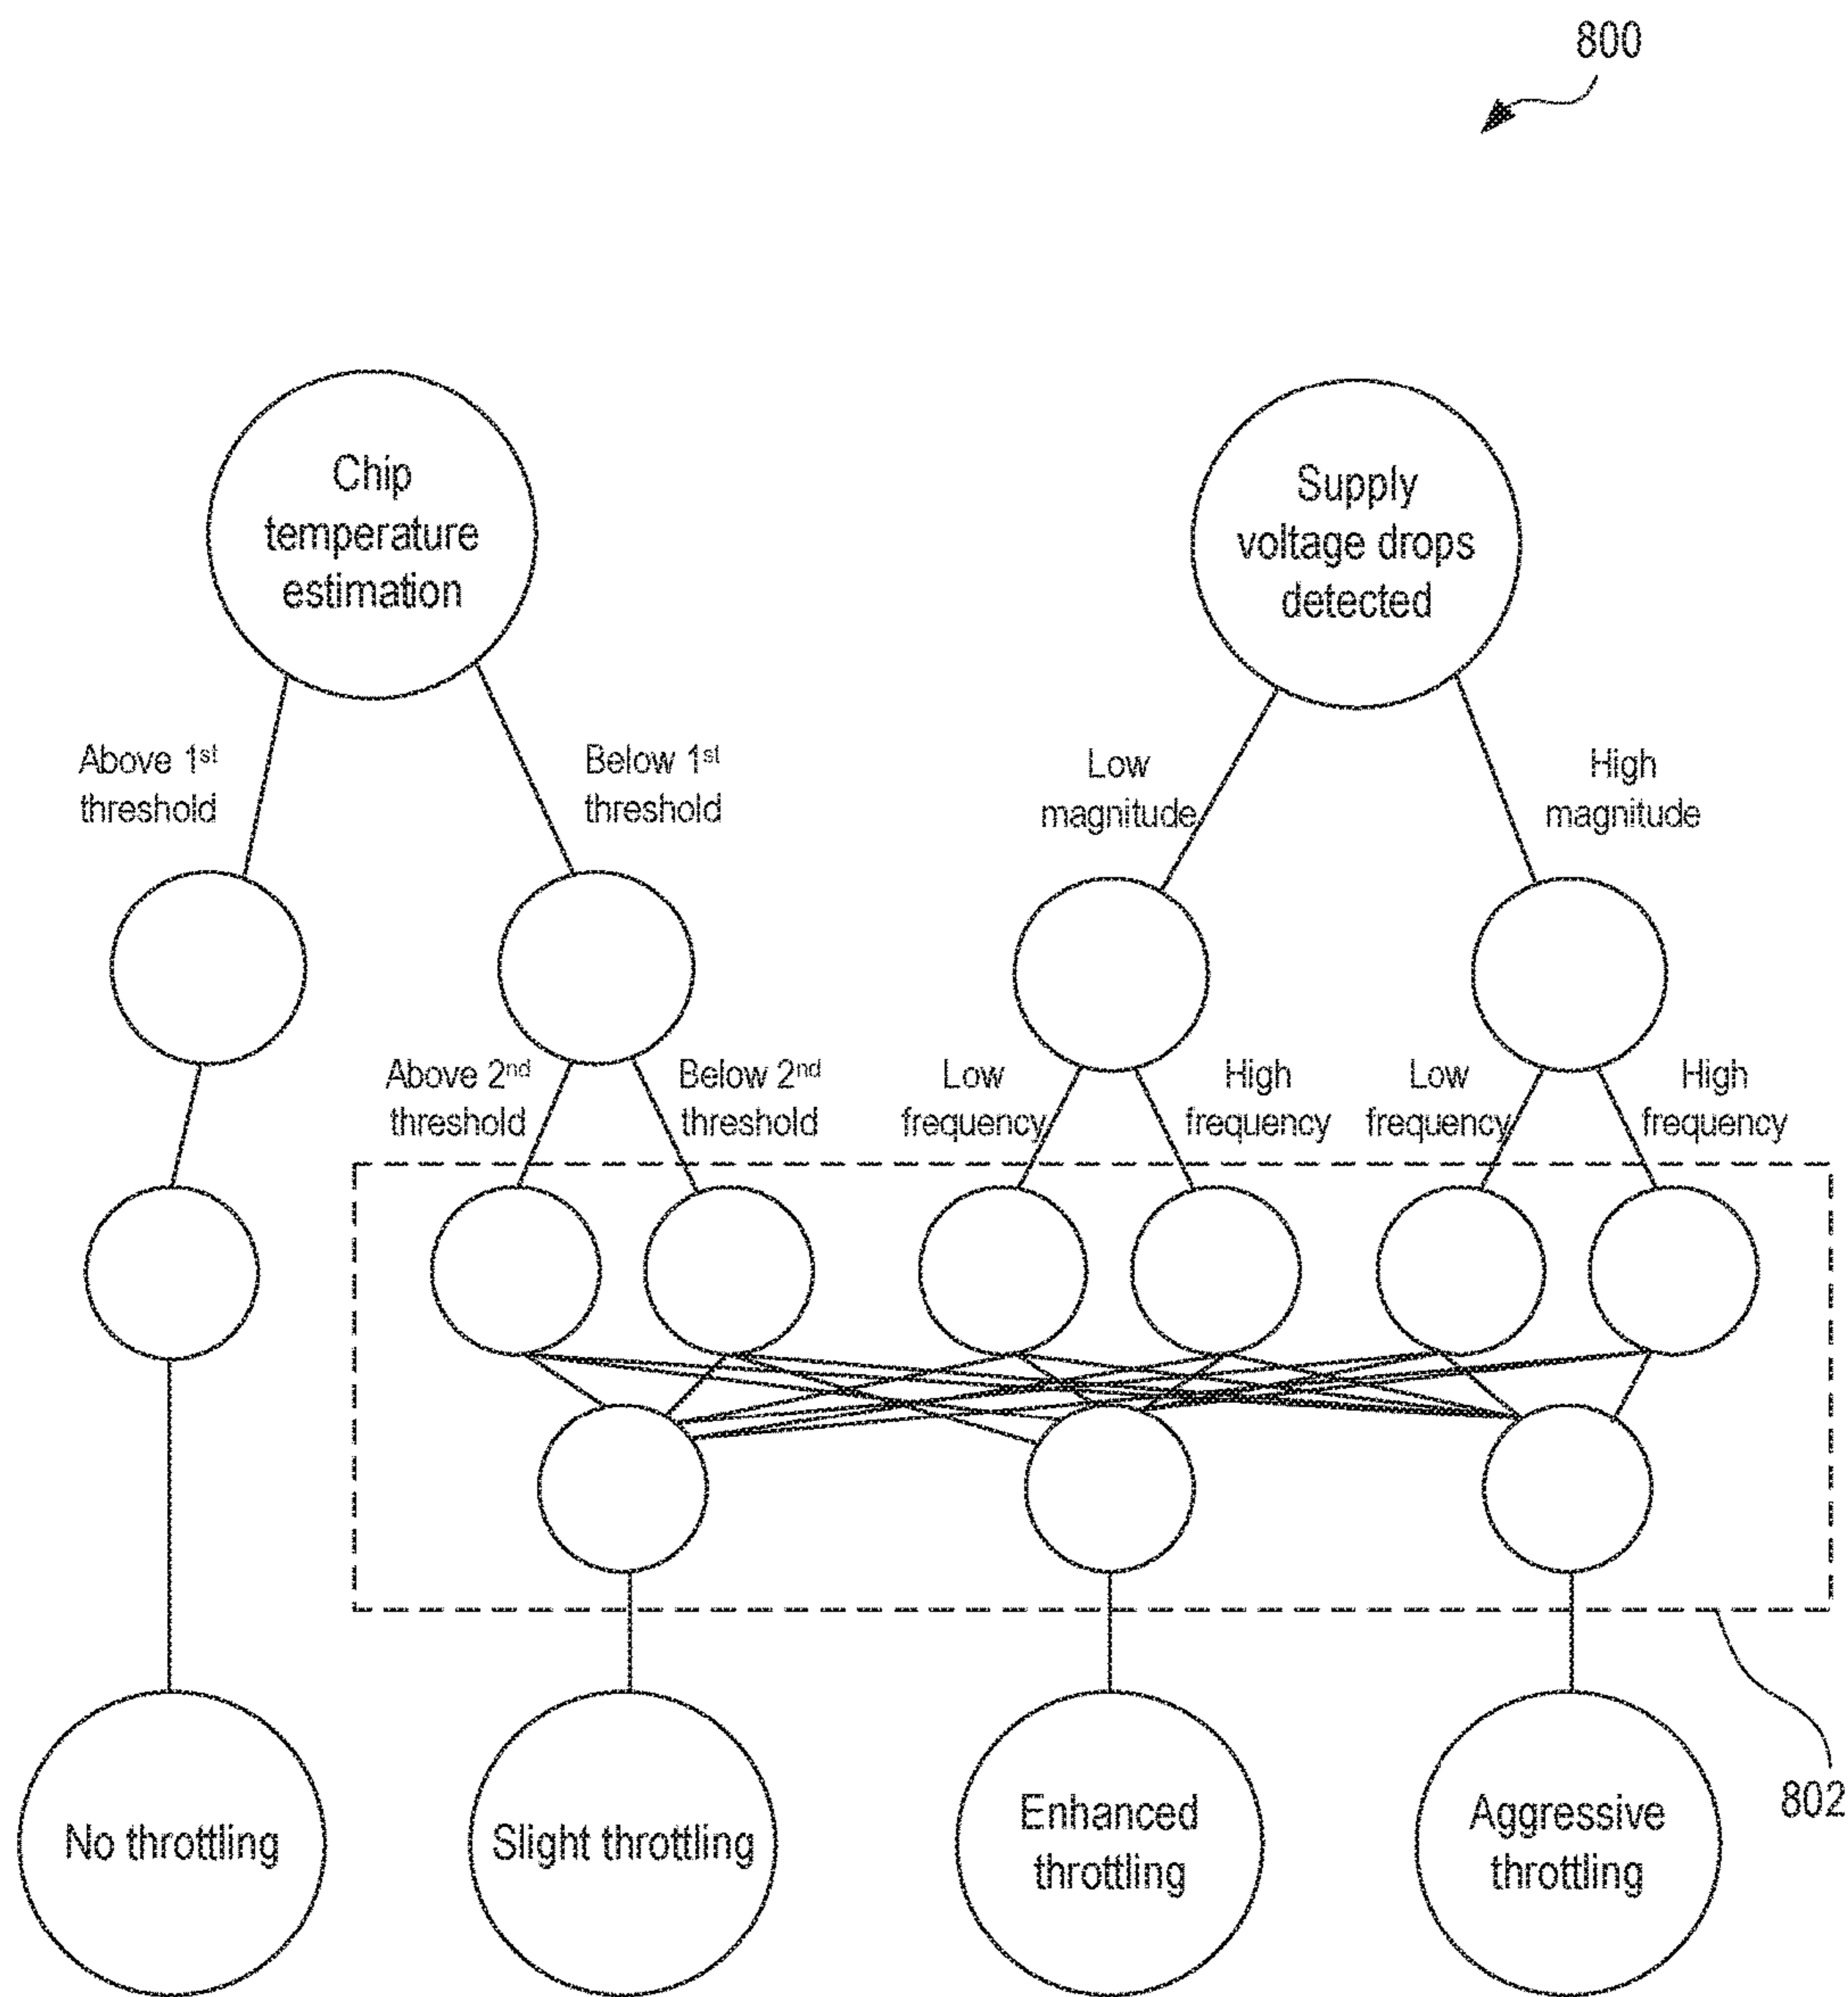 800
Chip
temperature
estimation
Supply
voltage drops
detected
Above 1st
threshold
Below 1st
threshold
Low
magnitude
High
magnitude
Above 2nd
threshold
Below 2nd
threshold
Low
frequency
High
frequency
Low
frequency
High
frequency
802
No throttling
Slight throttling
Enhanced
throttling
Aggressive
throttling